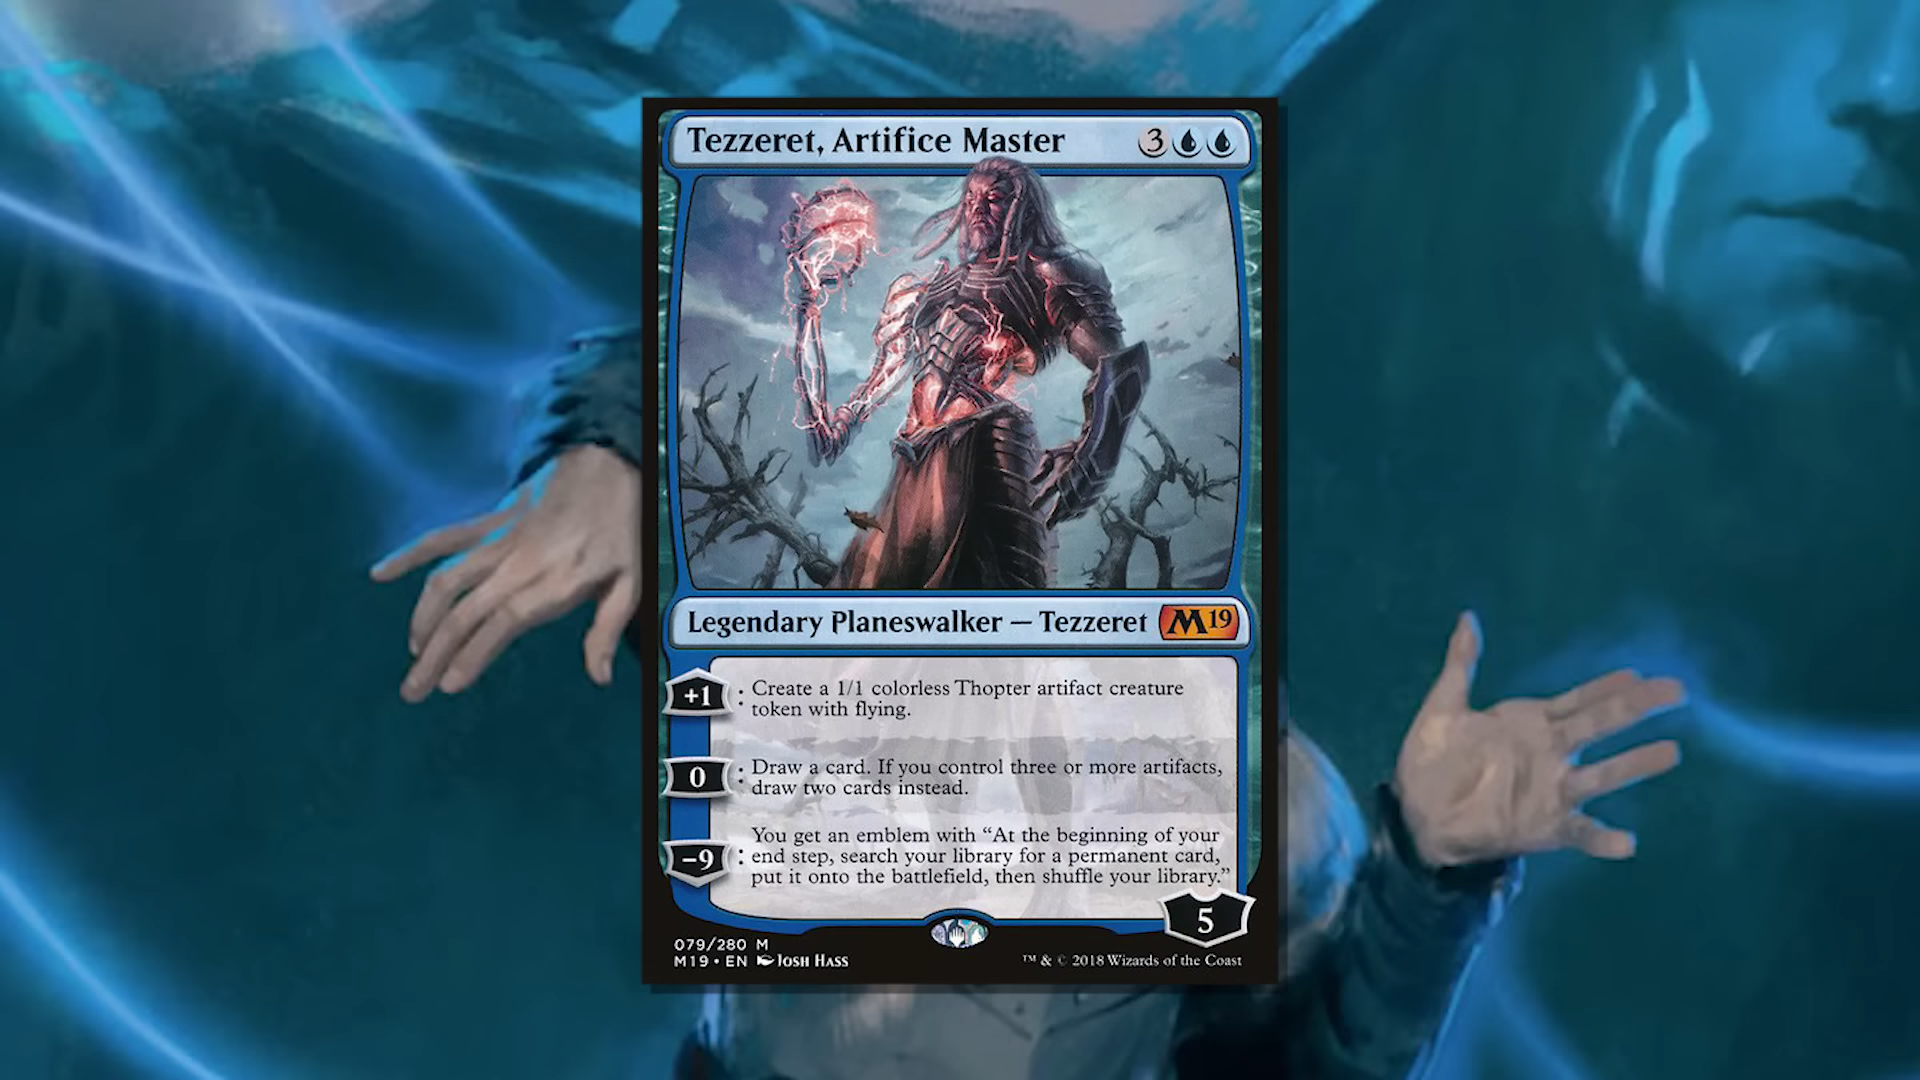 Tezzeret, Artifice Master 3
Legendary Planeswalker — Tezzeret M19
+1 : Create a 1/1 colorless Thopter artifact creature
token with flying.
0 : Draw a card. If you control three or more artifacts,
draw two cards instead.
You get an emblem with “At the beginning of your
−9 : end step, search your library for a permanent card,
put it onto the battlefield, then shuffle your library.”
5
079/280 M
M19 • EN Josh Hass
™ & © 2018 Wizards of the Coast